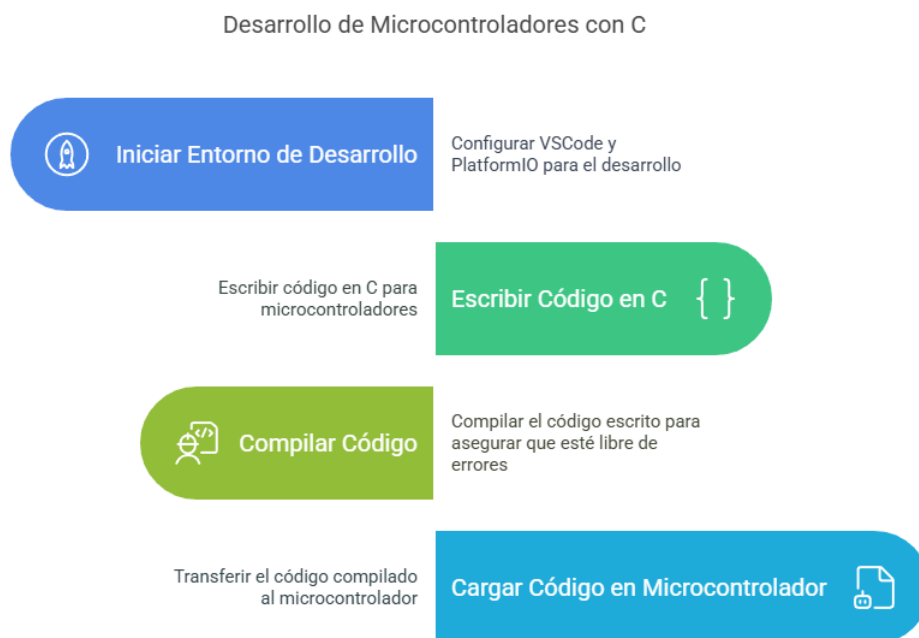 Desarrollo de Microcontroladores con C
Iniciar Entorno de Desarrollo
Configurar VSCode y
PlatformIO para el desarrollo
Escribir código en C para
microcontroladores
Escribir Código en C
Compilar Código
Compilar el código escrito para
asegurar que esté libre de
errores
Transferir el código compilado
al microcontrolador
Cargar Código en Microcontrolador